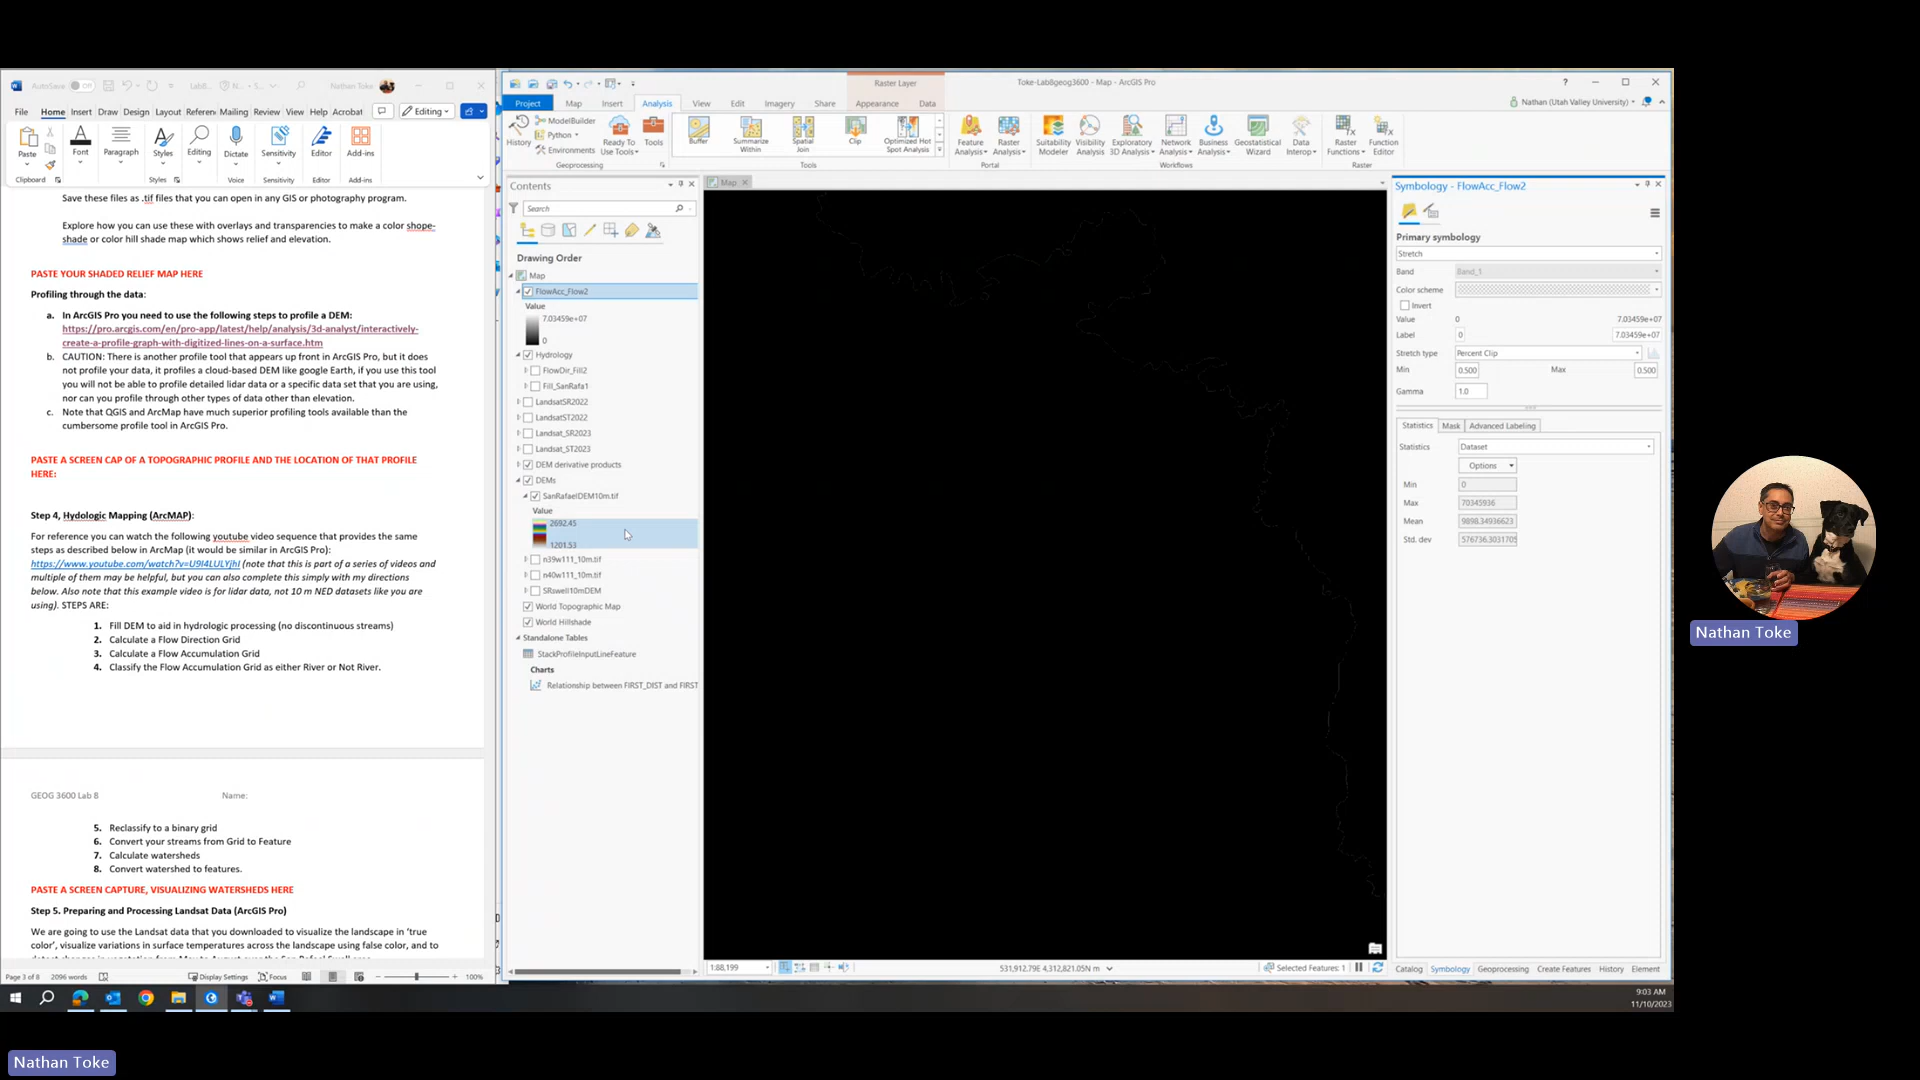 AutoSave
Nathan Toke
File Home Insert Draw Design Layout Referen Mailing Review View Help Acrobat
Editing
Paste Font Paragraph Styles Editing Dictate Sensitivity Editor Add-ins
Clipboard Styles Voice Sensitivity Editor Add-ins
Save these files as .tif files that you can open in any GIS or photography program.
Explore how you can use these with overlays and transparencies to make a color shope-
shade or color hill shade map which shows relief and elevation.
PASTE YOUR SHADED RELIEF MAP HERE
Profiling through the data:
a. In ArcGIS Pro you need to use the following steps to profile a DEM:
https://pro.arcgis.com/en/pro-app/latest/help/analysis/3d-analyst/interactively-
create-a-profile-graph-with-digitized-lines-on-a-surface.htm
b. CAUTION: There is another profile tool that appears up front in ArcGIS Pro, but it does
not profile your data, it profiles a cloud-based DEM like google Earth, if you use this tool
you will not be able to profile detailed lidar data or a specific data set that you are using,
nor can you profile through other types of data other than elevation.
c. Note that QGIS and ArcMap have much superior profiling tools available than the
cumbersome profile tool in ArcGIS Pro.
PASTE A SCREEN CAP OF A TOPOGRAPHIC PROFILE AND THE LOCATION OF THAT PROFILE
HERE:
Step 4, Hydologic Mapping (ArcMAP):
For reference you can watch the following youtube video sequence that provides the same
steps as described below in ArcMap (it would be similar in ArcGIS Pro):
https://www.youtube.com/watch?v=U9I4LULYjhI (note that this is part of a series of videos and
multiple of them may be helpful, but you can also complete this simply with my directions
below. Also note that this example video is for lidar data, not 10 m NED datasets like you are
using). STEPS ARE:
1. Fill DEM to aid in hydrologic processing (no discontinuous streams)
2. Calculate a Flow Direction Grid
3. Calculate a Flow Accumulation Grid
4. Classify the Flow Accumulation Grid as either River or Not River.
GEOG 3600 Lab 8 Name:
5. Reclassify to a binary grid
6. Convert your streams from Grid to Feature
7. Calculate watersheds
8. Convert watershed to features.
PASTE A SCREEN CAPTURE, VISUALIZING WATERSHEDS HERE
Step 5. Preparing and Processing Landsat Data (ArcGIS Pro)
We are going to use the Landsat data that you downloaded to visualize the landscape in 'true
color', visualize variations in surface temperatures across the landscape using false color, and to
Page 3 of 8 2096 words Display Settings Focus 100%
Raster Layer
Toke-Lab8geog3600 - Map - ArcGIS Pro
Project Map Insert Analysis View Edit Imagery Share Appearance Data
Nathan (Utah Valley University)
History ModelBuilder Python Environments Ready To Use Tools Tools
Buffer Summarize Within Spatial Join Clip Optimized Hot Spot Analysis
Feature Analysis Raster Analysis Suitability Modeler Visibility Analysis Exploratory 3D Analysis Network Analysis Business Analysis Geostatistical Wizard Data Interop Raster Functions Function Editor
Geoprocessing Tools Portal Workflows Raster
Contents
Search
Drawing Order
Map
FlowAcc_Flow2
Value
7.03459e+07
0
Hydrology
FlowDir_Fill2
Fill_SanRafa1
LandsatSR2022
LandsatST2022
Landsat_SR2023
Landsat_ST2023
DEM derivative products
DEMs
SanRafaelDEM10m.tif
Value
2692.45
1201.53
n39w111_10m.tif
n40w111_10m.tif
SRswell10mDEM
World Topographic Map
World Hillshade
Standalone Tables
StackProfileInputLineFeature
Charts
Relationship between FIRST_DIST and FIRST
Map
1:88,199
531,912.79E 4,312,821.05N m
Selected Features: 1
Symbology - FlowAcc_Flow2
Primary symbology
Stretch
Band Band_1
Color scheme
Invert
Value 0 7.03459e+07
Label 0 7.03459e+07
Stretch type Percent Clip
Min 0.500 Max 0.500
Gamma 1.0
Statistics Mask Advanced Labeling
Statistics Dataset
Options
Min 0
Max 70345936
Mean 9898.34936623
Std. dev 576736.3031705
Catalog Symbology Geoprocessing Create Features History Element
9:03 AM
11/10/2023
Nathan Toke
Nathan Toke